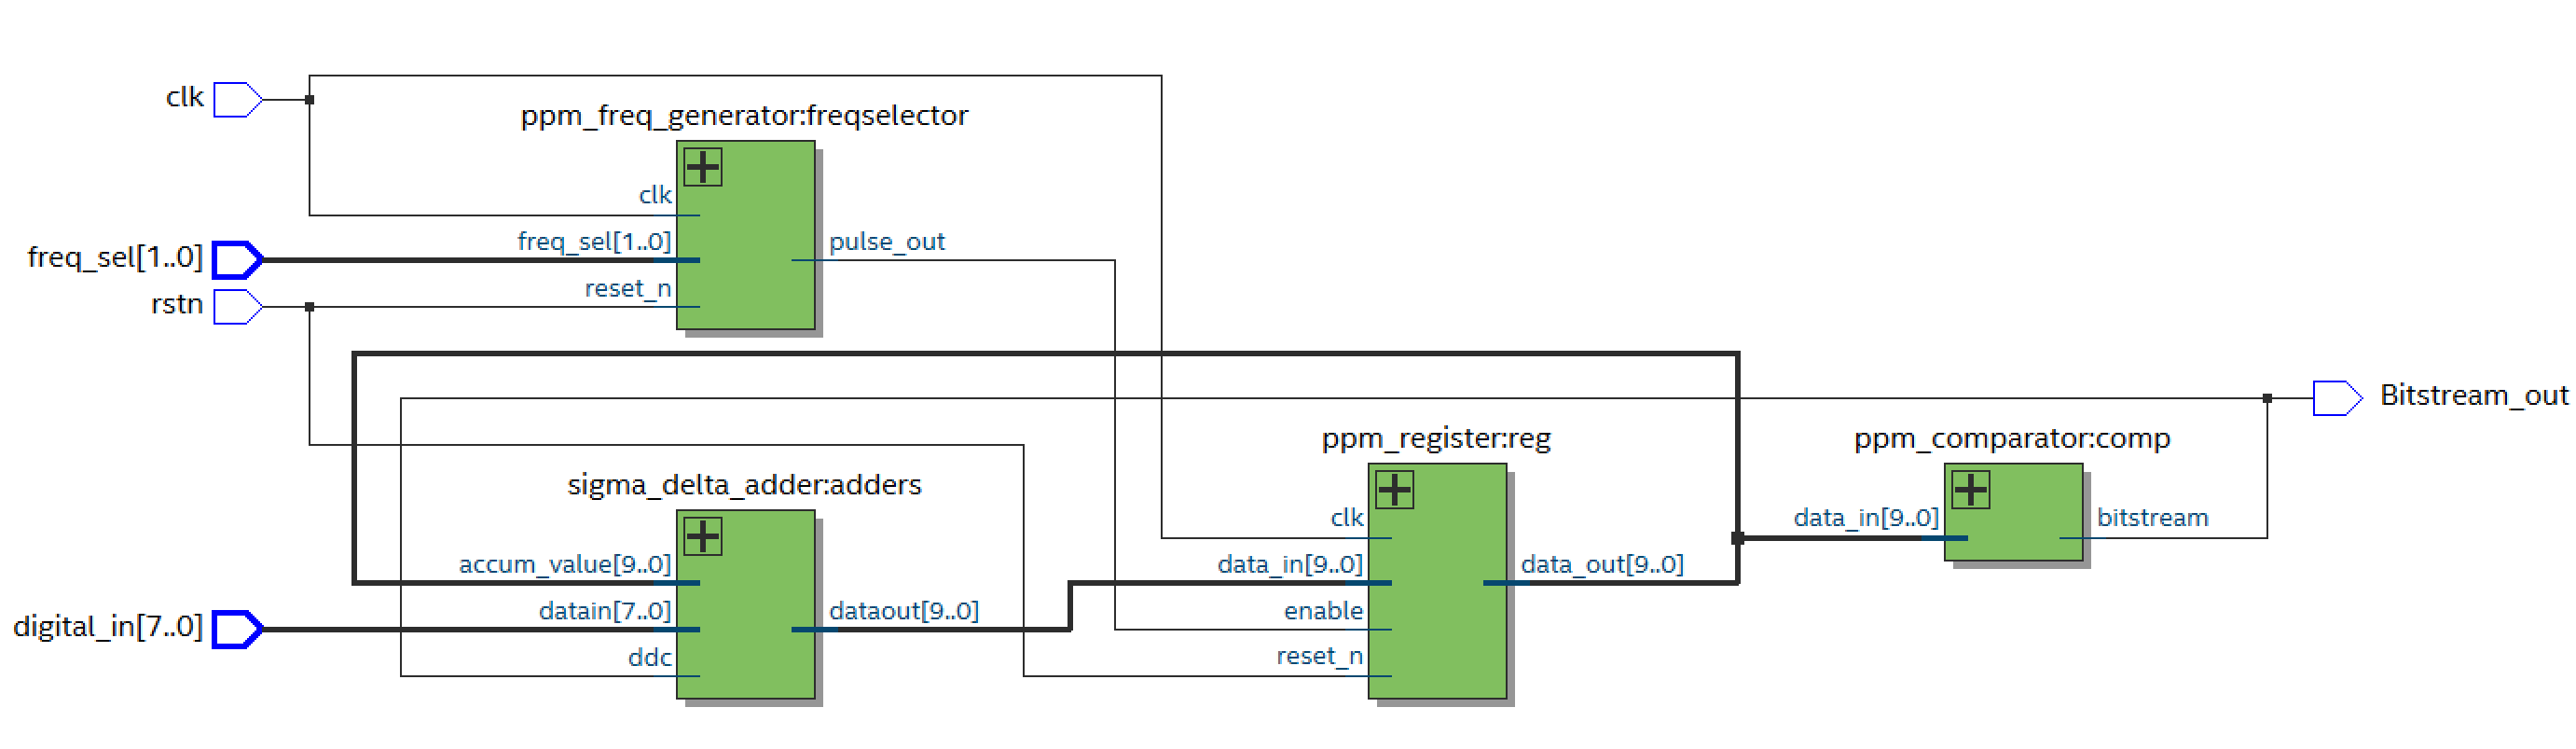 clk
ppm_freq_generator:freqselector
clk
freq_sel[1..0]
freq_sel[1..0]
pulse_out
reset_n
rstn
Bitstream_out
ppm_register:reg
ppm_comparator:comp
sigma_delta_adder:adders
clk
data_in[9..0]
bitstream
accum_value[9..0]
data_in[9..0]
data_out[9..0]
digital_in[7..0]
datain[7..0]
dataout[9..0]
enable
ddc
reset_n